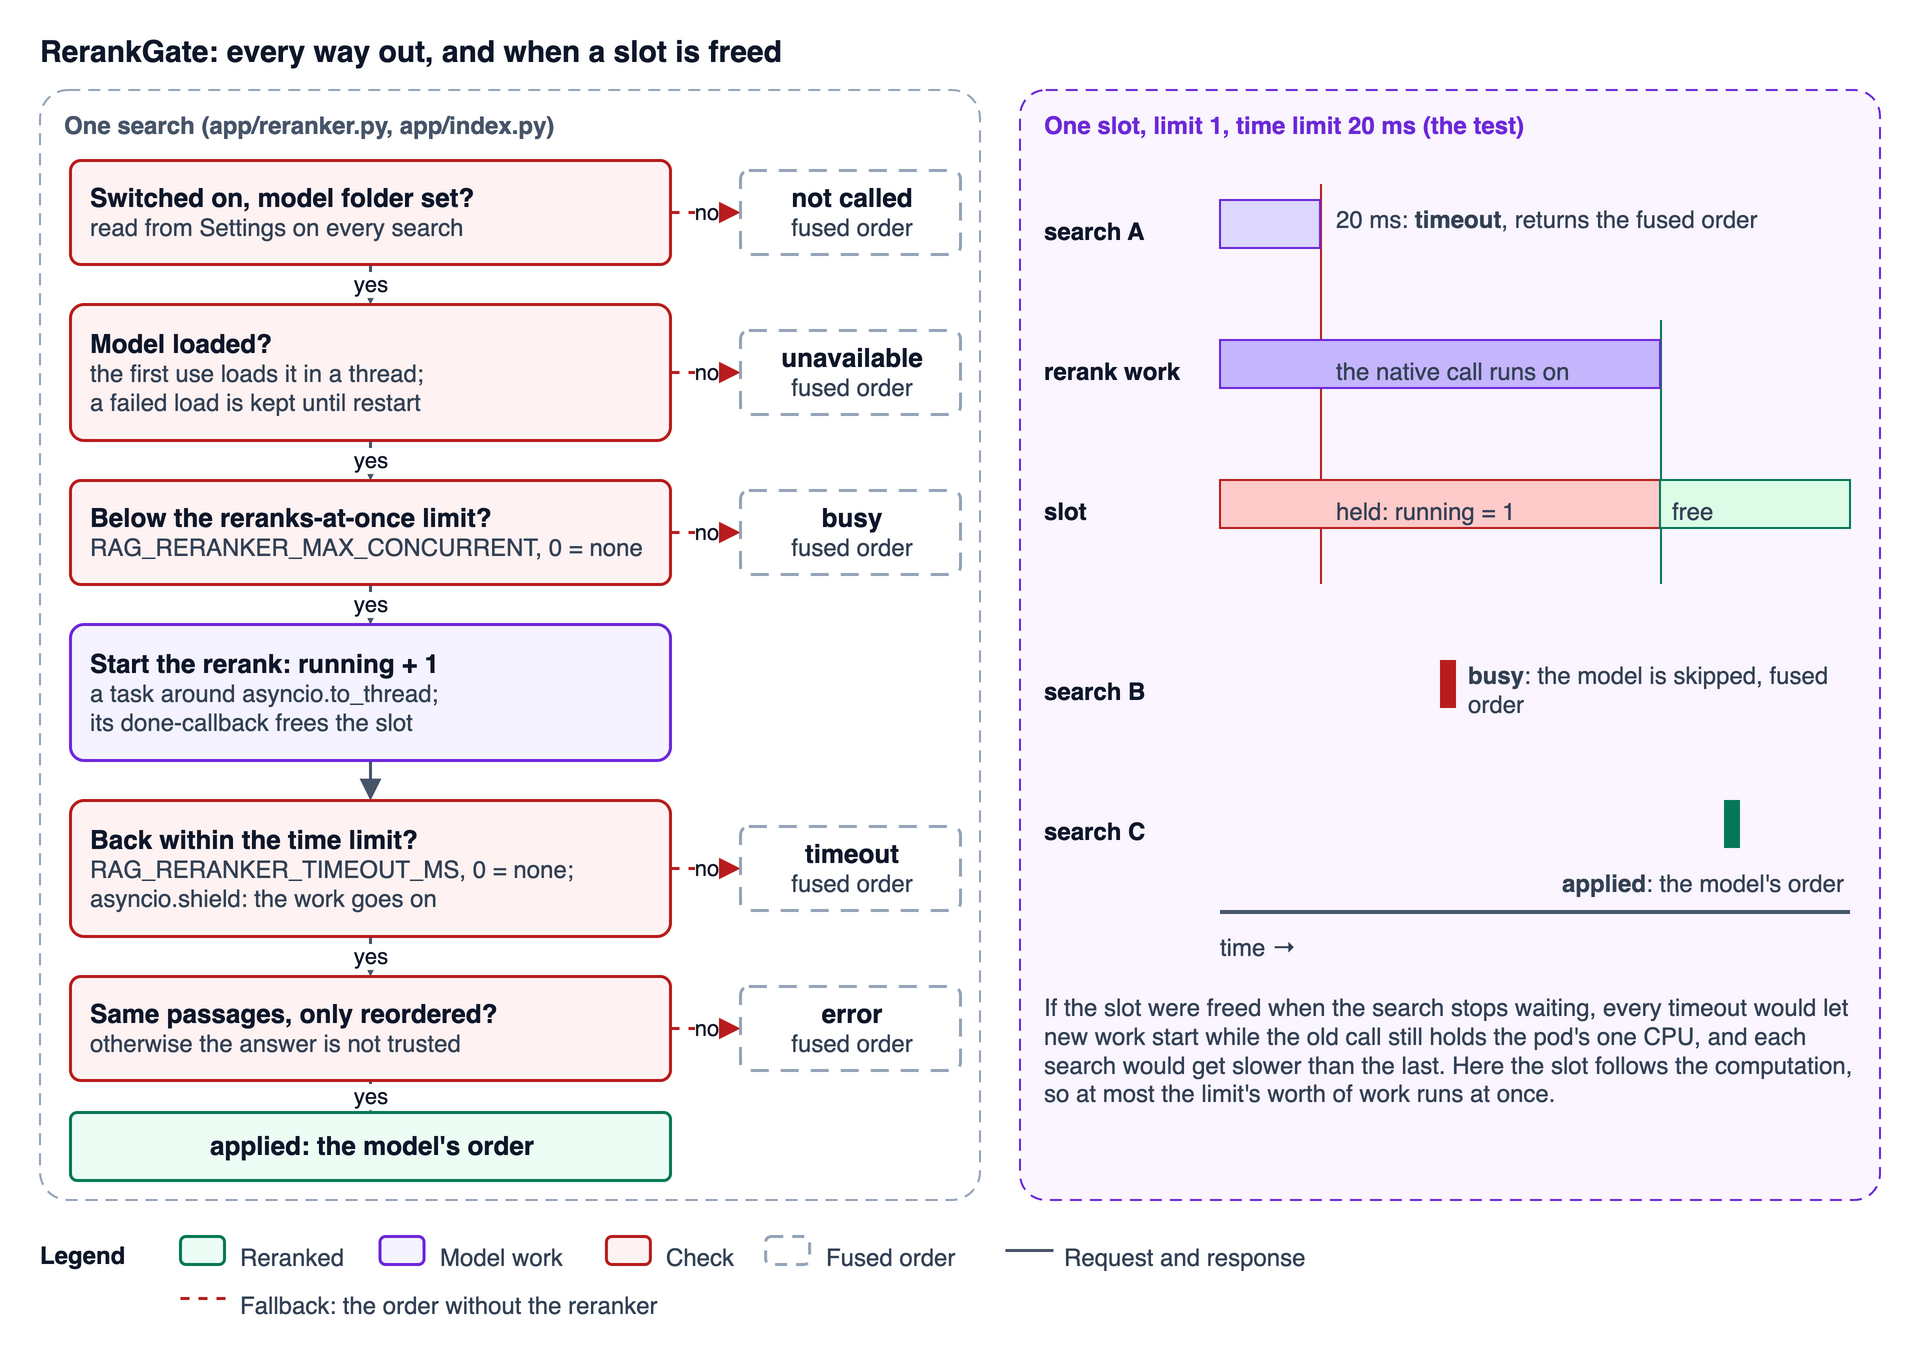 RerankGate: every way out, and when a slot is freed
One search (app/reranker.py, app/index.py)
Switched on, model folder set?
read from Settings on every search
no
not called
fused order
yes
Model loaded?
the first use loads it in a thread;
a failed load is kept until restart
no
unavailable
fused order
yes
Below the reranks-at-once limit?
RAG_RERANKER_MAX_CONCURRENT, 0 = none
no
busy
fused order
yes
Start the rerank: running + 1
a task around asyncio.to_thread;
its done-callback frees the slot
Back within the time limit?
RAG_RERANKER_TIMEOUT_MS, 0 = none;
asyncio.shield: the work goes on
no
timeout
fused order
yes
Same passages, only reordered?
otherwise the answer is not trusted
no
error
fused order
yes
applied: the model's order
One slot, limit 1, time limit 20 ms (the test)
search A
20 ms: timeout, returns the fused order
rerank work
the native call runs on
slot
held: running = 1
free
search B
busy: the model is skipped, fused
order
search C
applied: the model's order
time →
If the slot were freed when the search stops waiting, every timeout would let
new work start while the old call still holds the pod's one CPU, and each
search would get slower than the last. Here the slot follows the computation,
so at most the limit's worth of work runs at once.
Legend
Reranked
Model work
Check
Fused order
Request and response
Fallback: the order without the reranker